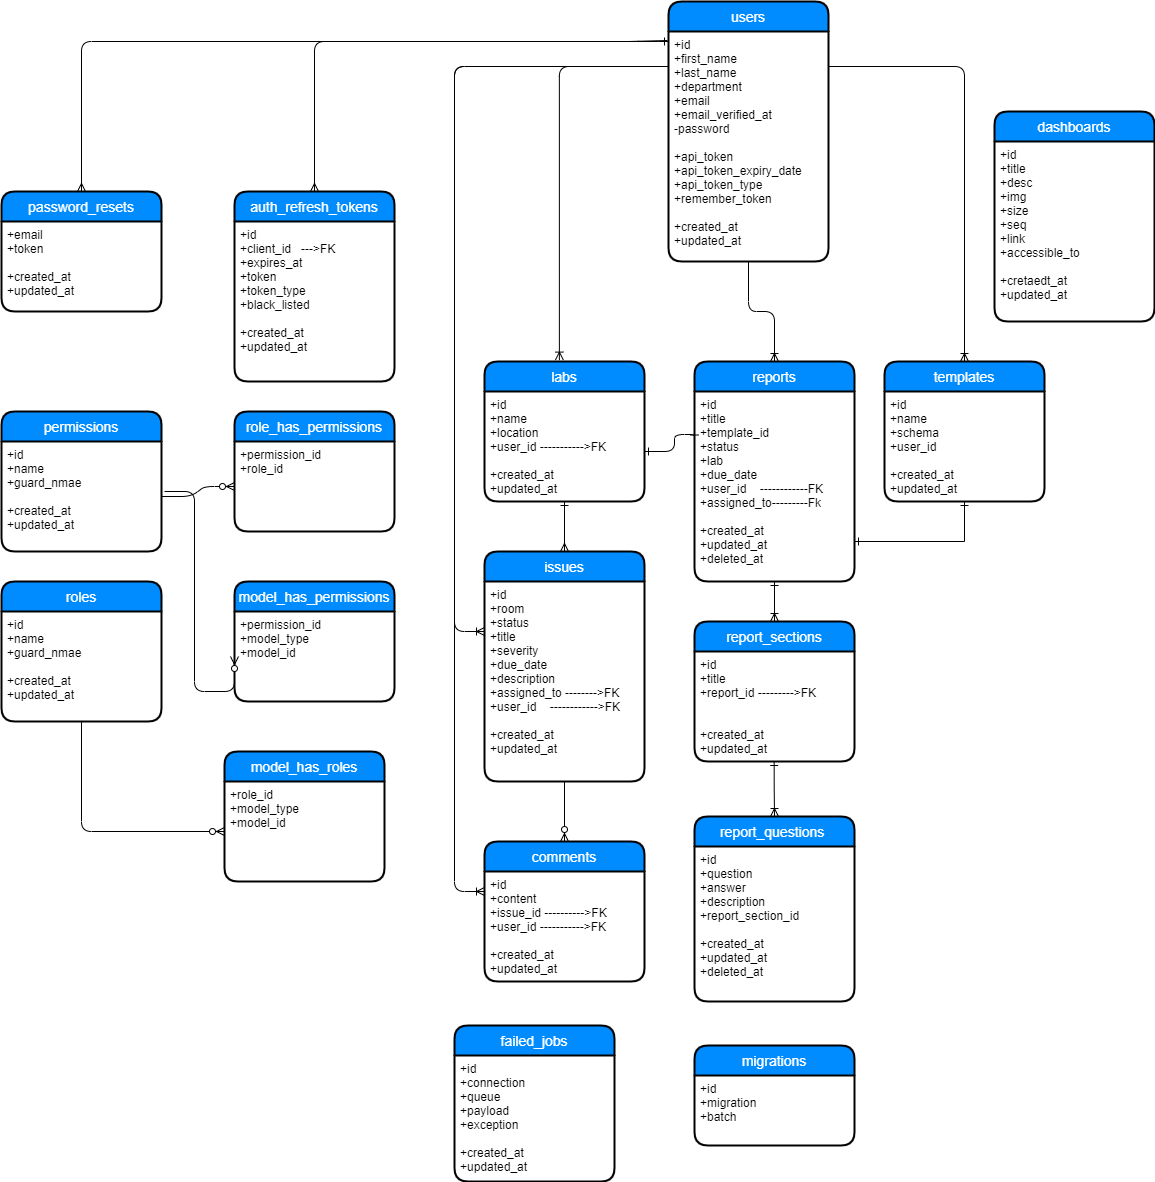 users
+id
+first_name
+last_name
+department
+email
+email_verified_at
-password
+api_token
+api_token_expiry_date
+api_token_type
+remember_token
+created_at
+updated_at
dashboards
+id
+title
+desc
+img
+size
+seq
+link
+accessible_to
+cretaedt_at
+updated_at
password_resets
+email
+token
+created_at
+updated_at
auth_refresh_tokens
+id
+client_id --->FK
+expires_at
+token
+token_type
+black_listed
+created_at
+updated_at
labs
+id
+name
+location
+user_id ----------->FK
+created_at
+updated_at
reports
+id
+title
+template_id
+status
+lab
+due_date
+user_id ------------FK
+assigned_to---------Fk
+created_at
+updated_at
+deleted_at
templates
+id
+name
+schema
+user_id
+created_at
+updated_at
permissions
+id
+name
+guard_nmae
+created_at
+updated_at
role_has_permissions
+permission_id
+role_id
roles
+id
+name
+guard_nmae
+created_at
+updated_at
model_has_permissions
+permission_id
+model_type
+model_id
issues
+id
+room
+status
+title
+severity
+due_date
+description
+assigned_to -------->FK
+user_id ------------>FK
+created_at
+updated_at
report_sections
+id
+title
+report_id --------->FK
+created_at
+updated_at
model_has_roles
+role_id
+model_type
+model_id
comments
+id
+content
+issue_id ---------->FK
+user_id ----------->FK
+created_at
+updated_at
report_questions
+id
+question
+answer
+description
+report_section_id
+created_at
+updated_at
+deleted_at
failed_jobs
+id
+connection
+queue
+payload
+exception
+created_at
+updated_at
migrations
+id
+migration
+batch